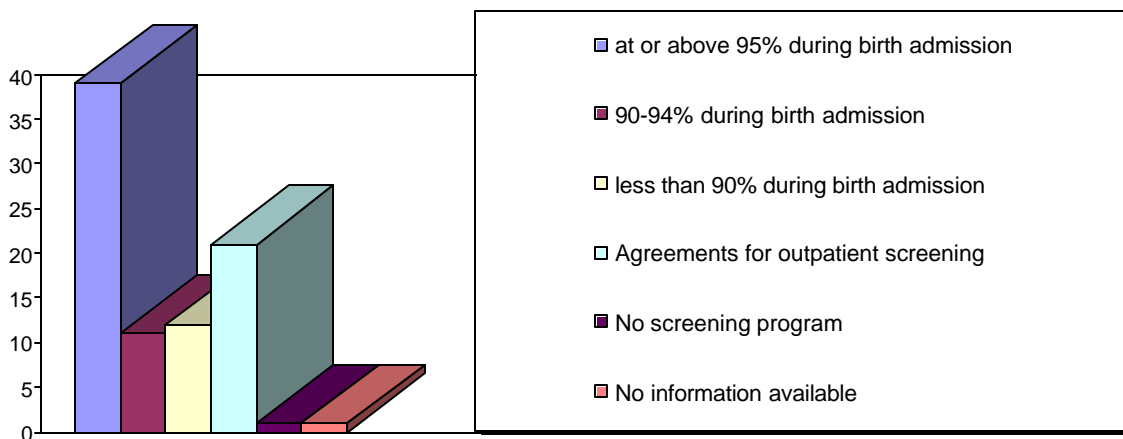 40
35
30
25
20
15
10
5
0
at or above 95% during birth admission
90-94% during birth admission
less than 90% during birth admission
Agreements for outpatient screening
No screening program
No information available